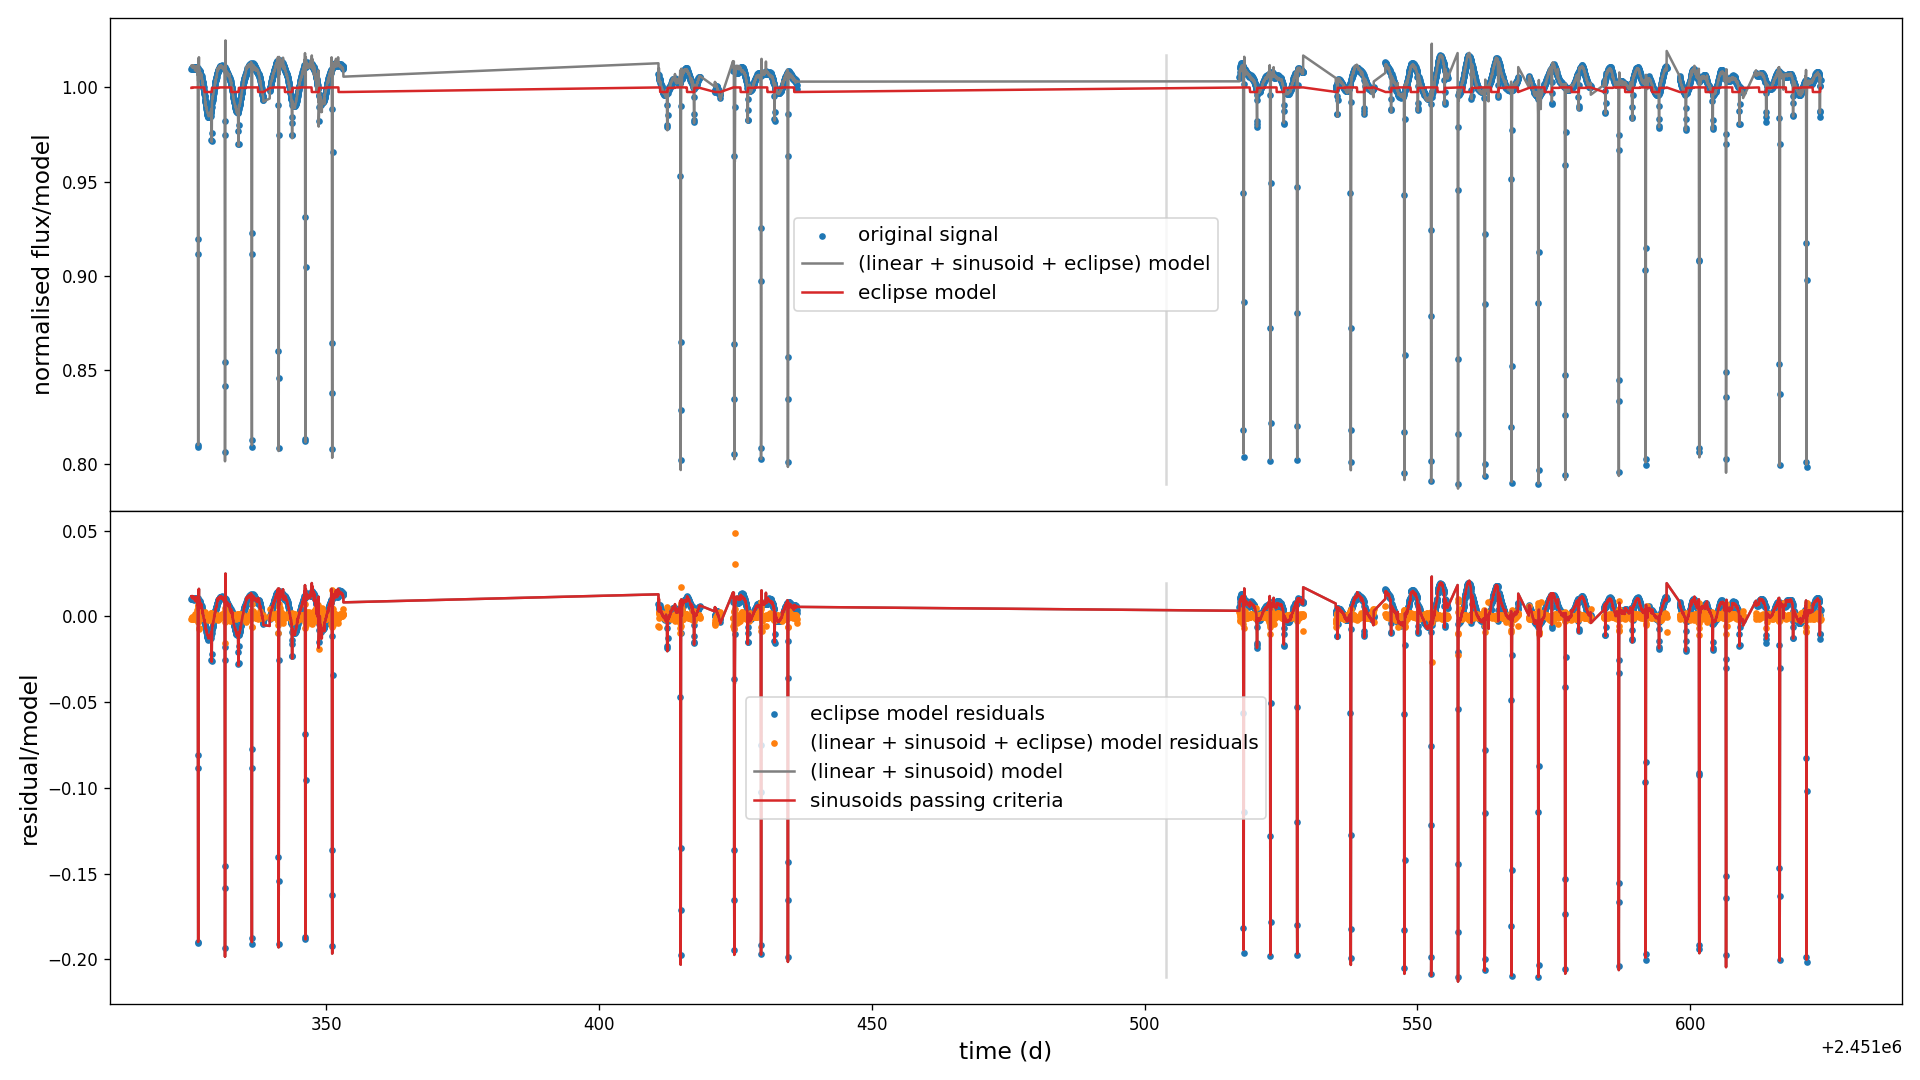 normalised flux/model
1.00
0.95
0.90
0.85
0.80
original signal
(linear + sinusoid + eclipse) model
eclipse model
residual/model
0.05
0.00
−0.05
−0.10
−0.15
−0.20
eclipse model residuals
(linear + sinusoid + eclipse) model residuals
(linear + sinusoid) model
sinusoids passing criteria
350
400
450
500
550
600
time (d)
+2.451e6